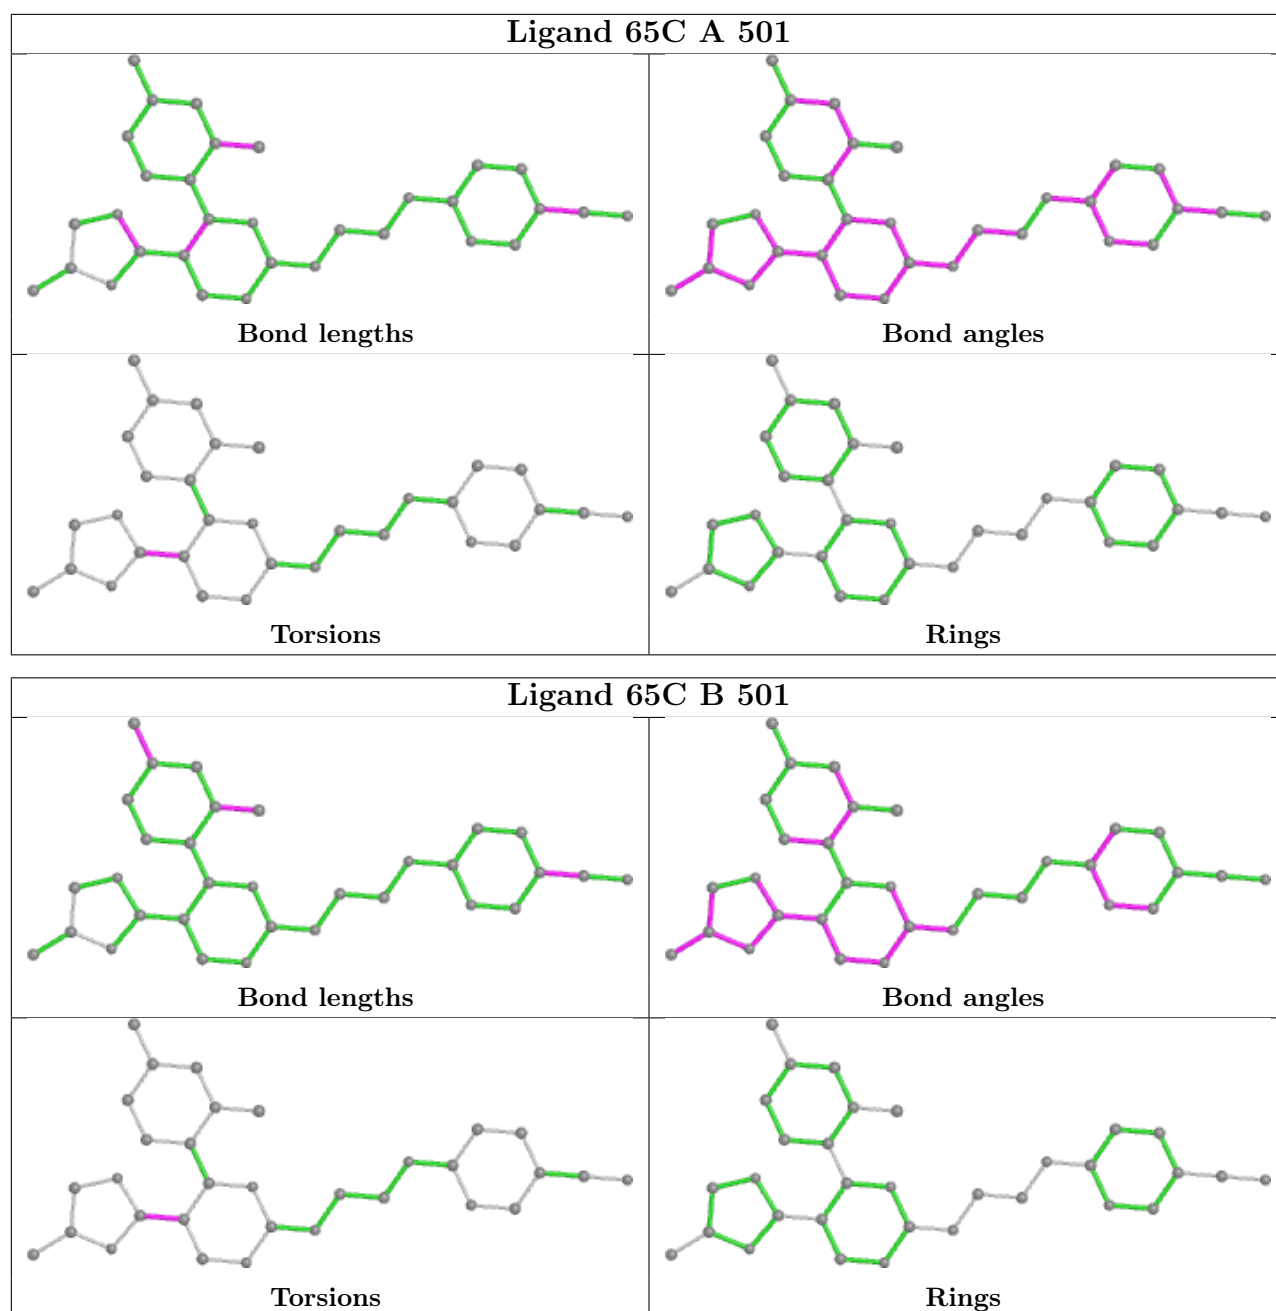 Ligand 65C A 501
Bond lengths
Bond angles
Torsions
Rings
Ligand 65C B 501
Bond lengths
Bond angles
Torsions
Rings